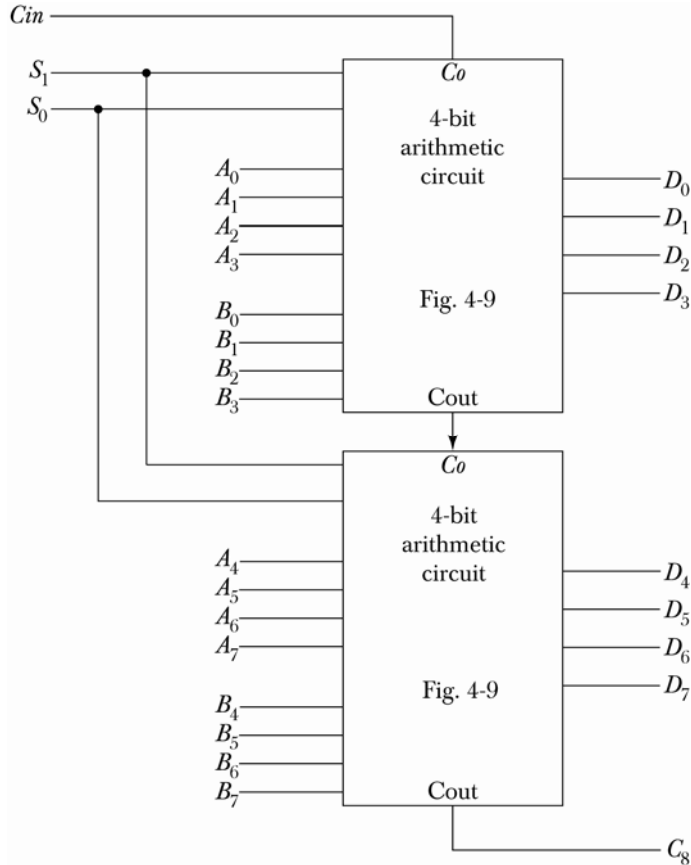 Cin
S₁
S₀
Co
4-bit
arithmetic
circuit
A₀
A₁
A₂
A₃
Fig. 4-9
B₀
B₁
B₂
B₃
Cout
D₀
D₁
D₂
D₃
Co
4-bit
arithmetic
circuit
A₄
A₅
A₆
A₇
Fig. 4-9
B₄
B₅
B₆
B₇
Cout
D₄
D₅
D₆
D₇
C₈